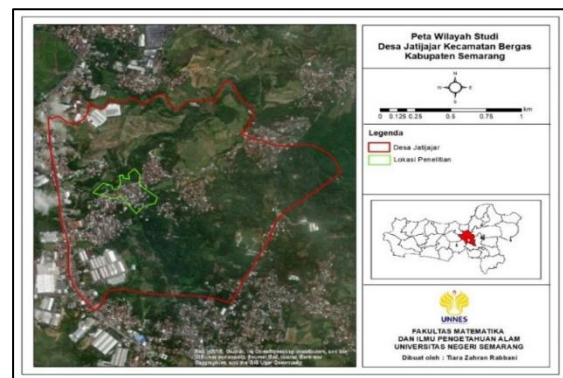 Peta Wilayah Studi
Desa Jatijajar Kecamatan Bergas
Kabupaten Semarang
N
W
E
S
km
0 0.125 0.25 0.5 0.75 1
Legenda
Desa Jatijajar
Lokasi Penelitian
UNNES
FAKULTAS MATEMATIKA
DAN ILMU PENGETAHUAN ALAM
UNIVERSITAS NEGERI SEMARANG
Dibuat oleh : Tiara Zahran Rabbani